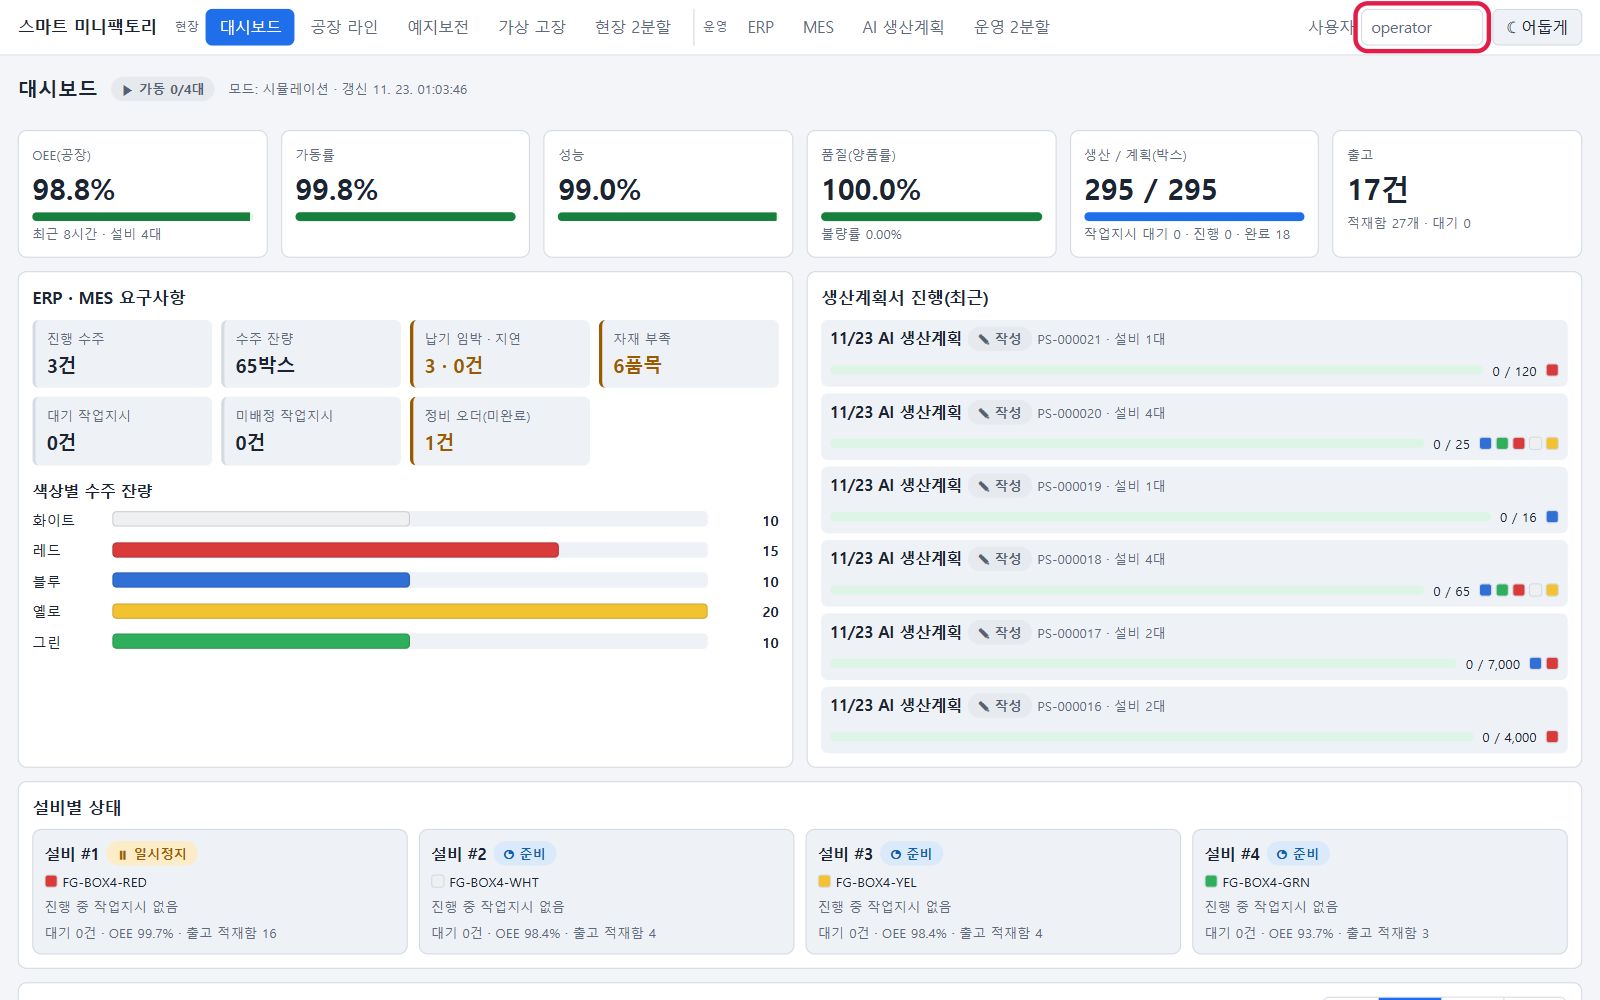 스마트 미니팩토리 현장 대시보드 공장 라인 예지보전 가상 고장 현장 2분할 운영 ERP MES AI 생산계획 운영 2분할 사용자 operator ☾ 어둡게
대시보드 ▶ 가동 0/4대 모드: 시뮬레이션 · 갱신 11. 23. 01:03:46
OEE(공장)
98.8%
최근 8시간 · 설비 4대
가동률
99.8%
성능
99.0%
품질(양품률)
100.0%
불량률 0.00%
생산 / 계획(박스)
295 / 295
작업지시 대기 0 · 진행 0 · 완료 18
출고
17건
적재함 27개 · 대기 0
ERP · MES 요구사항
진행 수주
3건
수주 잔량
65박스
납기 임박 · 지연
3 · 0건
자재 부족
6품목
대기 작업지시
0건
미배정 작업지시
0건
정비 오더(미완료)
1건
색상별 수주 잔량
화이트 10
레드 15
블루 10
옐로 20
그린 10
생산계획서 진행(최근)
11/23 AI 생산계획 ✎ 작성 PS-000021 · 설비 1대
0 / 120
11/23 AI 생산계획 ✎ 작성 PS-000020 · 설비 4대
0 / 25
11/23 AI 생산계획 ✎ 작성 PS-000019 · 설비 1대
0 / 16
11/23 AI 생산계획 ✎ 작성 PS-000018 · 설비 4대
0 / 65
11/23 AI 생산계획 ✎ 작성 PS-000017 · 설비 2대
0 / 7,000
11/23 AI 생산계획 ✎ 작성 PS-000016 · 설비 2대
0 / 4,000
설비별 상태
설비 #1 ⏸ 일시정지
FG-BOX4-RED
진행 중 작업지시 없음
대기 0건 · OEE 99.7% · 출고 적재함 16
설비 #2 ◔ 준비
FG-BOX4-WHT
진행 중 작업지시 없음
대기 0건 · OEE 98.4% · 출고 적재함 4
설비 #3 ◔ 준비
FG-BOX4-YEL
진행 중 작업지시 없음
대기 0건 · OEE 98.4% · 출고 적재함 4
설비 #4 ◔ 준비
FG-BOX4-GRN
진행 중 작업지시 없음
대기 0건 · OEE 93.7% · 출고 적재함 3